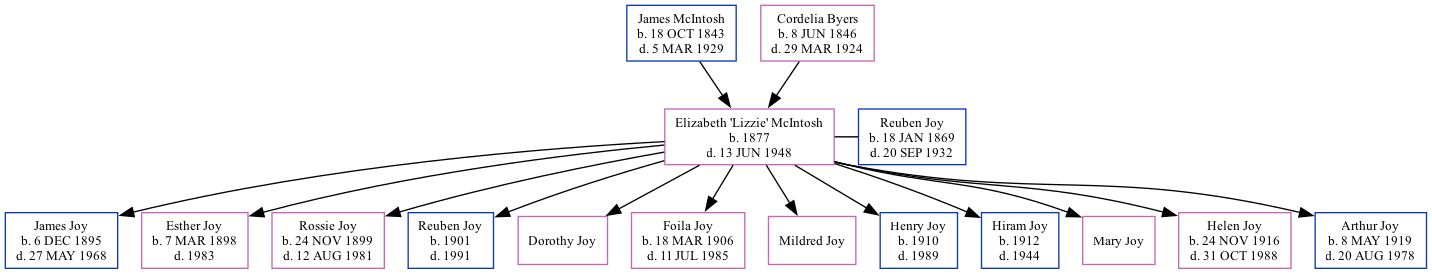 James McIntosh
b. 18 OCT 1843
d. 5 MAR 1929
Cordelia Byers
b. 8 JUN 1846
d. 29 MAR 1924
Elizabeth 'Lizzie' McIntosh
b. 1877
d. 13 JUN 1948
Reuben Joy
b. 18 JAN 1869
d. 20 SEP 1932
James Joy
b. 6 DEC 1895
d. 27 MAY 1968
Esther Joy
b. 7 MAR 1898
d. 1983
Rossie Joy
b. 24 NOV 1899
d. 12 AUG 1981
Reuben Joy
b. 1901
d. 1991
Dorothy Joy
Foila Joy
b. 18 MAR 1906
d. 11 JUL 1985
Mildred Joy
Henry Joy
b. 1910
d. 1989
Hiram Joy
b. 1912
d. 1944
Mary Joy
Helen Joy
b. 24 NOV 1916
d. 31 OCT 1988
Arthur Joy
b. 8 MAY 1919
d. 20 AUG 1978